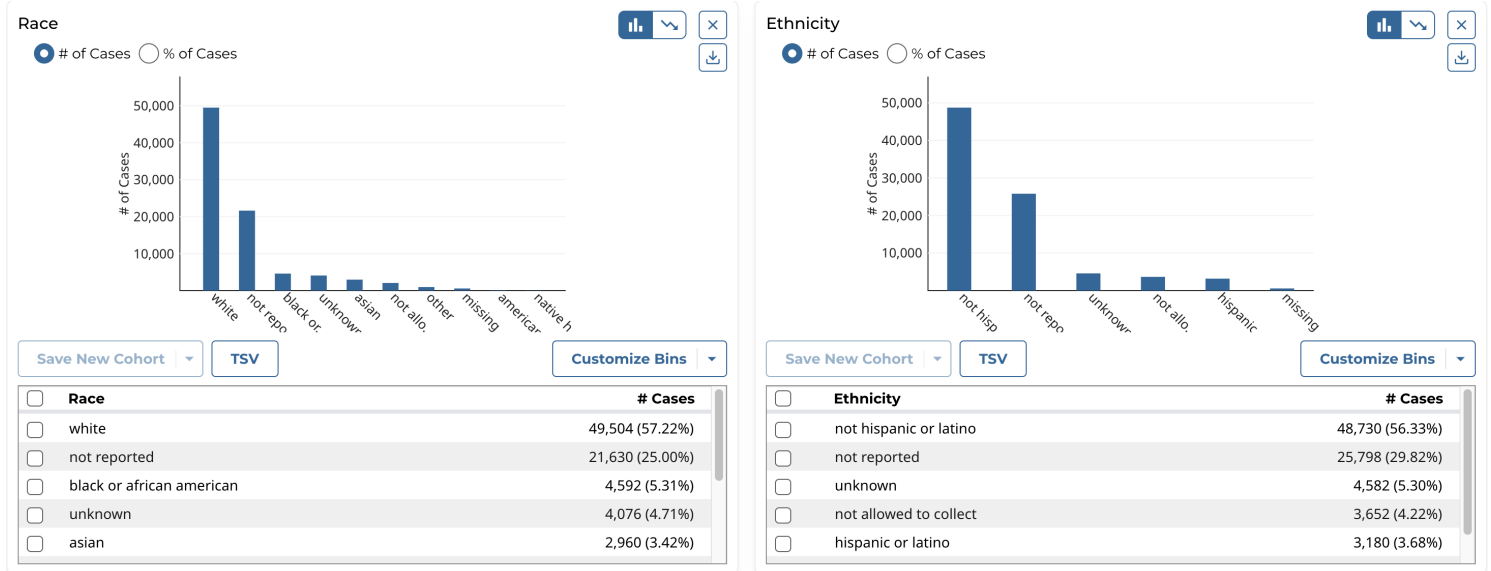 Race
# of Cases % of Cases
50,000
40,000
30,000
20,000
10,000
# of Cases
white
not repo
black or.
unknowr
asian
not allo.
other
missing
americar
native h
Save New Cohort TSV Customize Bins
Race # Cases
white 49,504 (57.22%)
not reported 21,630 (25.00%)
black or african american 4,592 (5.31%)
unknown 4,076 (4.71%)
asian 2,960 (3.42%)
Ethnicity
# of Cases % of Cases
50,000
40,000
30,000
20,000
10,000
# of Cases
not hisp
not repo
unknowr
not allo.
hispanic
missing
Save New Cohort TSV Customize Bins
Ethnicity # Cases
not hispanic or latino 48,730 (56.33%)
not reported 25,798 (29.82%)
unknown 4,582 (5.30%)
not allowed to collect 3,652 (4.22%)
hispanic or latino 3,180 (3.68%)